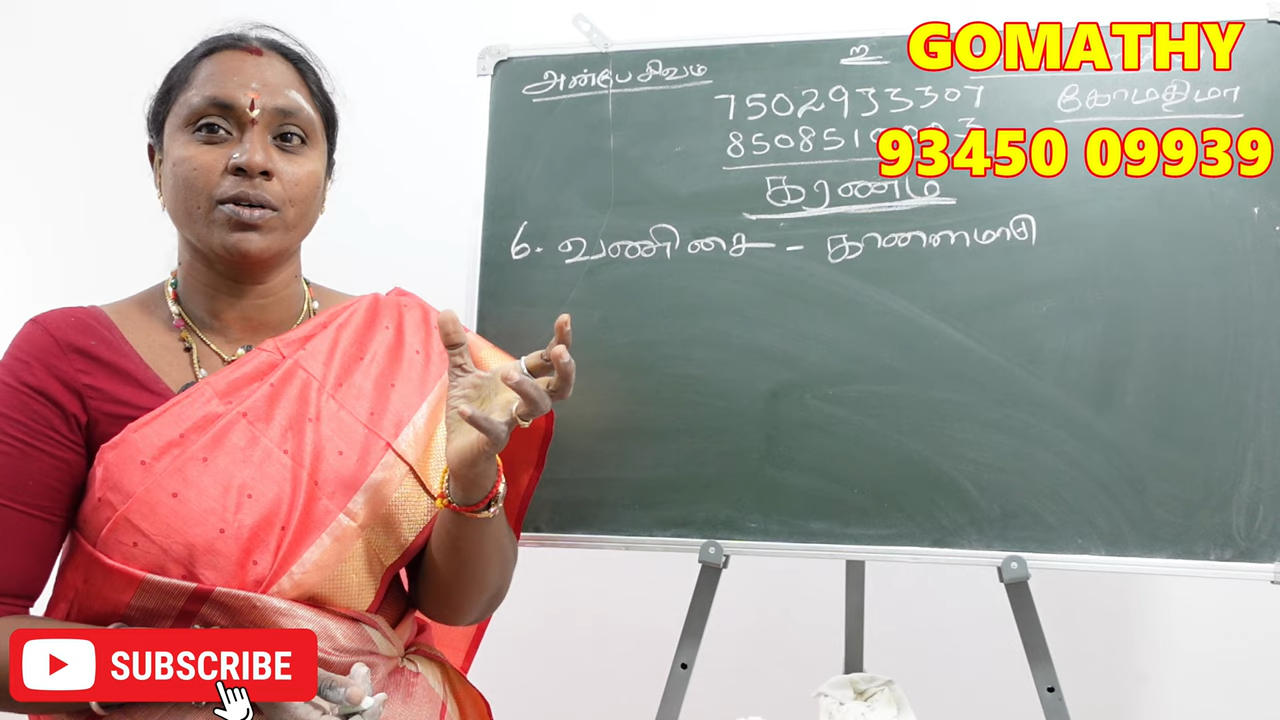 உ
GOMATHY
அன்பே சிவம்
7502933307
கோமதிமா
93450 09939
கரணம்
6. வணிசை - காளைமாடு
SUBSCRIBE